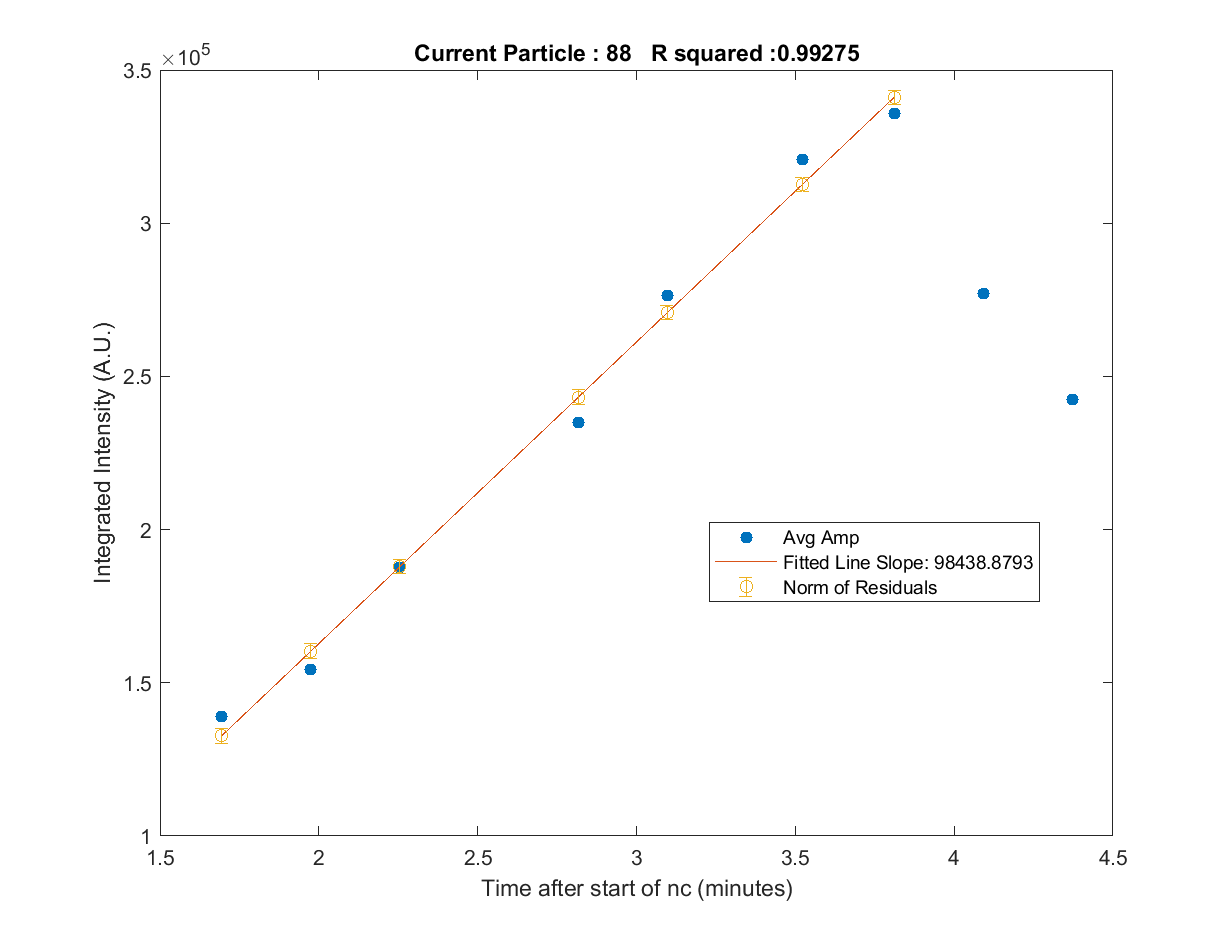 Current Particle : 88 R squared :0.99275
×10^5
3.5
3
2.5
2
1.5
1
Integrated Intensity (A.U.)
Avg Amp
Fitted Line Slope: 98438.8793
Norm of Residuals
1.5 2 2.5 3 3.5 4 4.5
Time after start of nc (minutes)